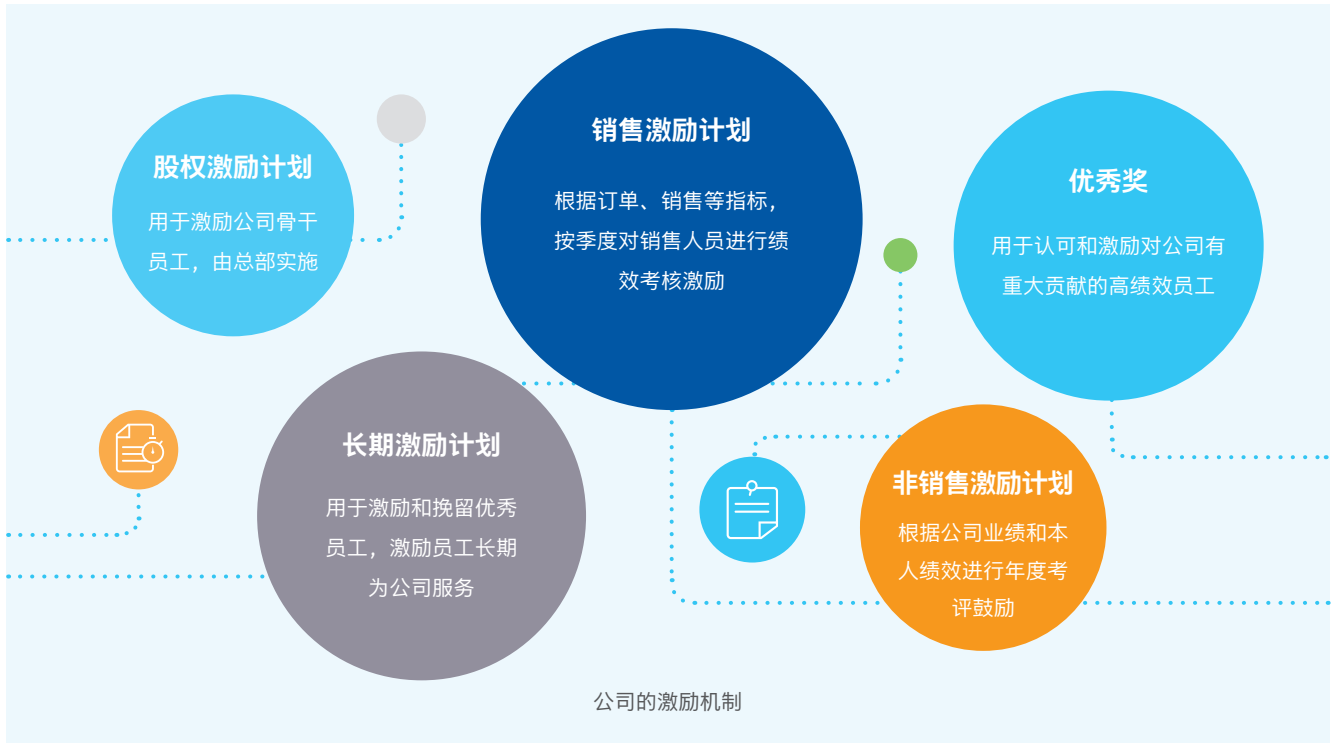 股权激励计划
用于激励公司骨干
员工，由总部实施
销售激励计划
根据订单、销售等指标，
按季度对销售人员进行绩
效考核激励
优秀奖
用于认可和激励对公司有
重大贡献的高绩效员工
长期激励计划
用于激励和挽留优秀
员工，激励员工长期
为公司服务
非销售激励计划
根据公司业绩和本
人绩效进行年度考
评鼓励
公司的激励机制